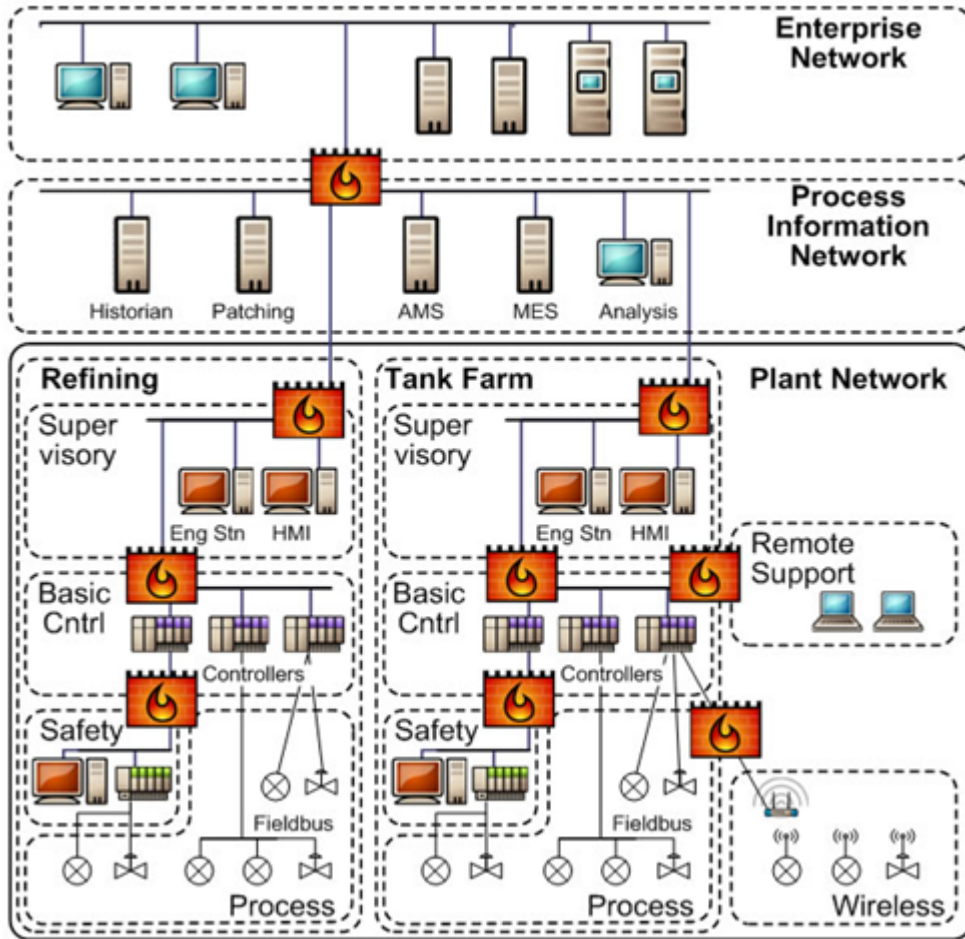 Enterprise
Network
Process
Information
Network
Historian
Patching
AMS
MES
Analysis
Refining
Tank Farm
Plant Network
Super
visory
Eng Stn
HMI
Super
visory
Eng Stn
HMI
Remote
Support
Basic
Cntrl
Controllers
Basic
Cntrl
Controllers
Safety
Fieldbus
Process
Safety
Fieldbus
Process
Wireless